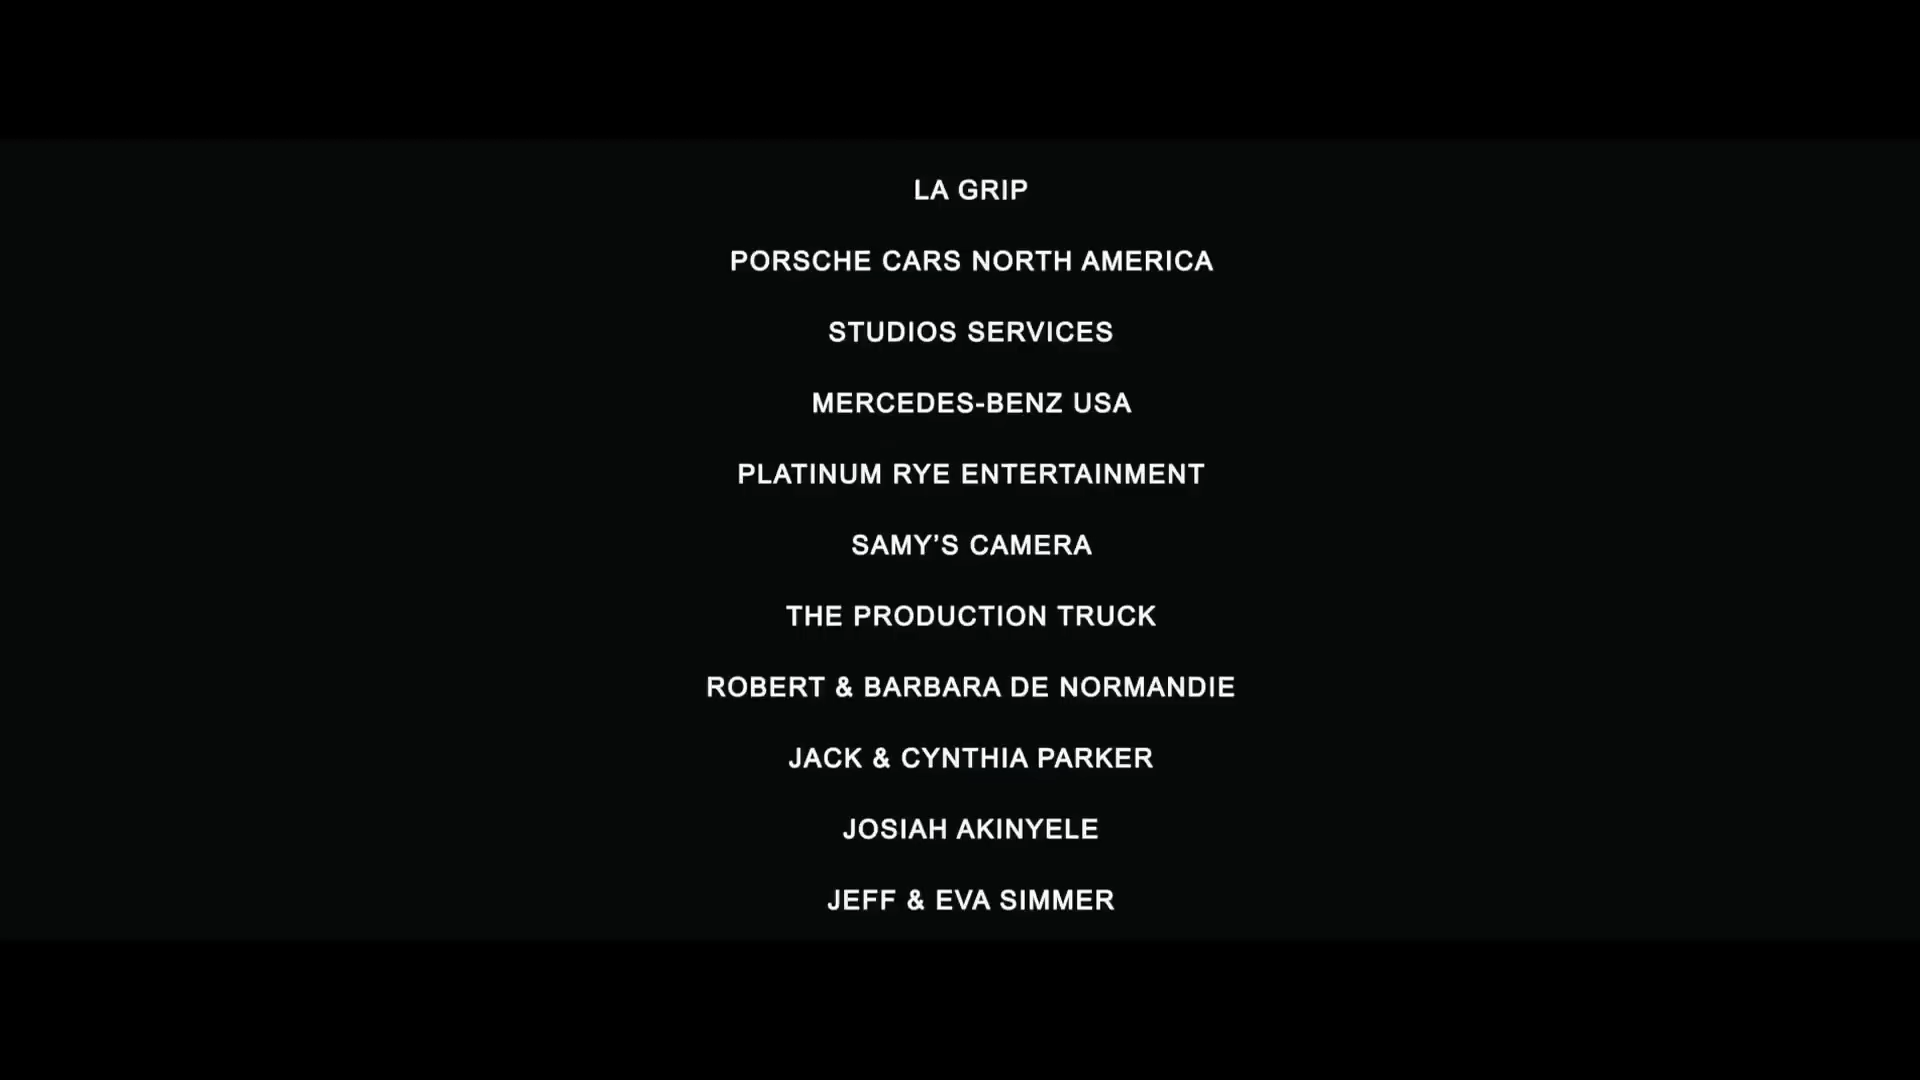 LA GRIP
PORSCHE CARS NORTH AMERICA
STUDIOS SERVICES
MERCEDES-BENZ USA
PLATINUM RYE ENTERTAINMENT
SAMY’S CAMERA
THE PRODUCTION TRUCK
ROBERT & BARBARA DE NORMANDIE
JACK & CYNTHIA PARKER
JOSIAH AKINYELE
JEFF & EVA SIMMER